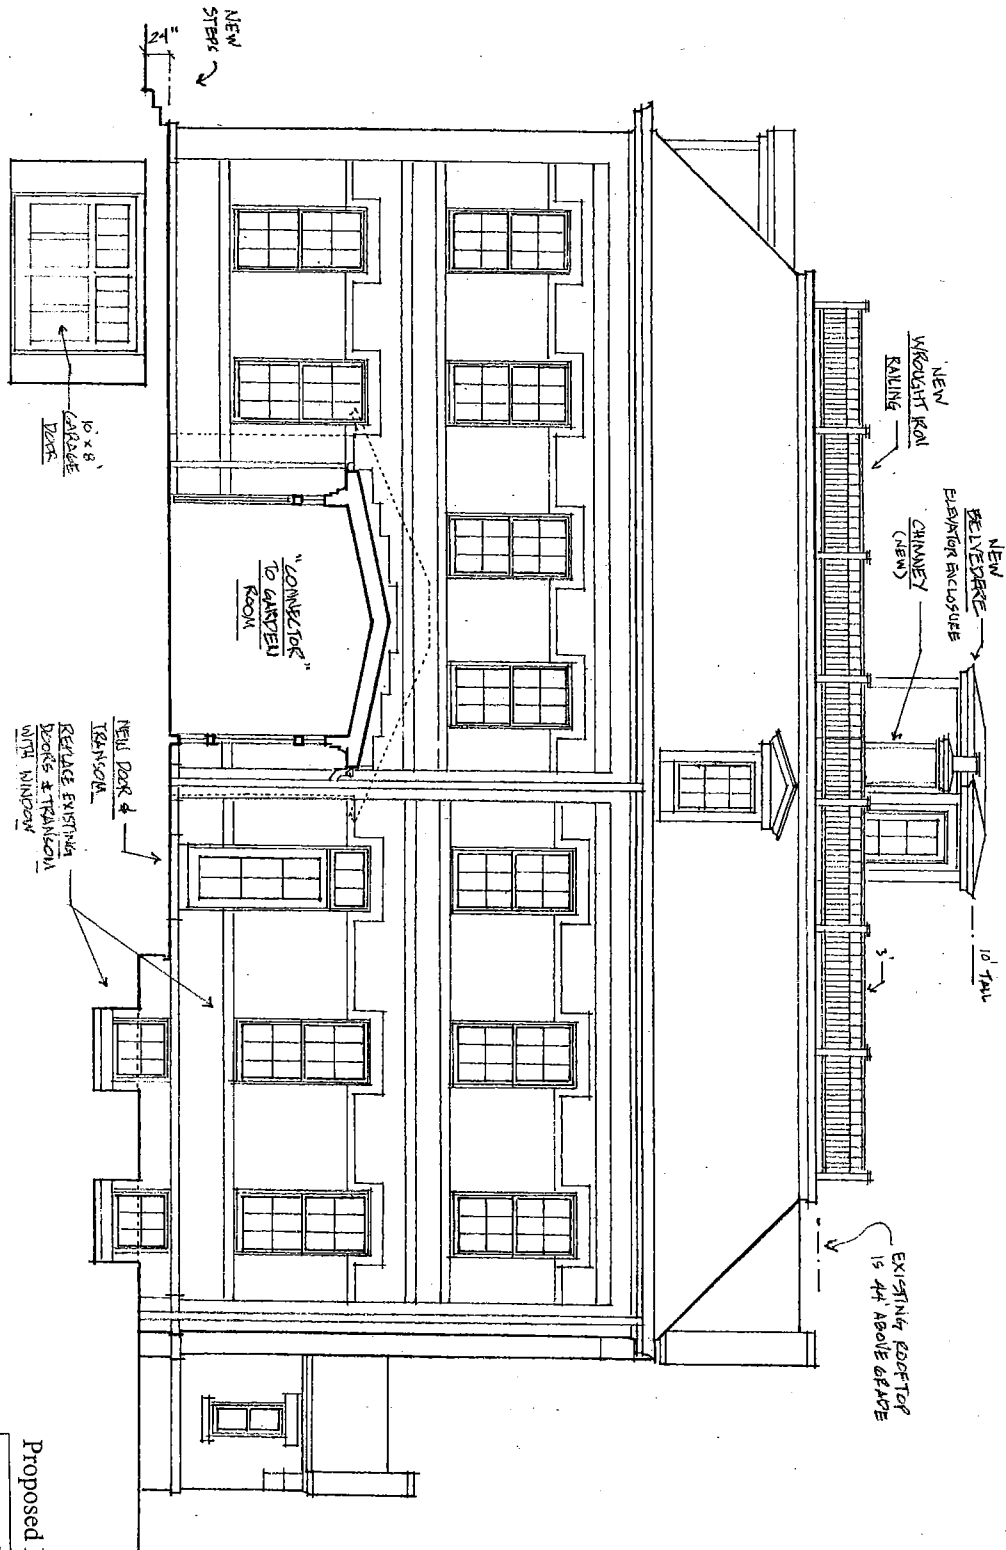 NEW
STEPS
24"
10' x 8'
GARAGE
DOOR
NEW
WROUGHT IRON
RAILING
NEW
BELVEDERE
ELEVATOR ENCLOSURE
CHIMNEY
(NEW)
10' TALL
3'
EXISTING ROOFTOP
IS 44' ABOVE GRADE
"CONNECTOR"
TO GARDEN
ROOM
NEW DOOR &
TRANSOM
REPLACE EXISTING
DOORS & TRANSOM
WITH WINDOW
Proposed